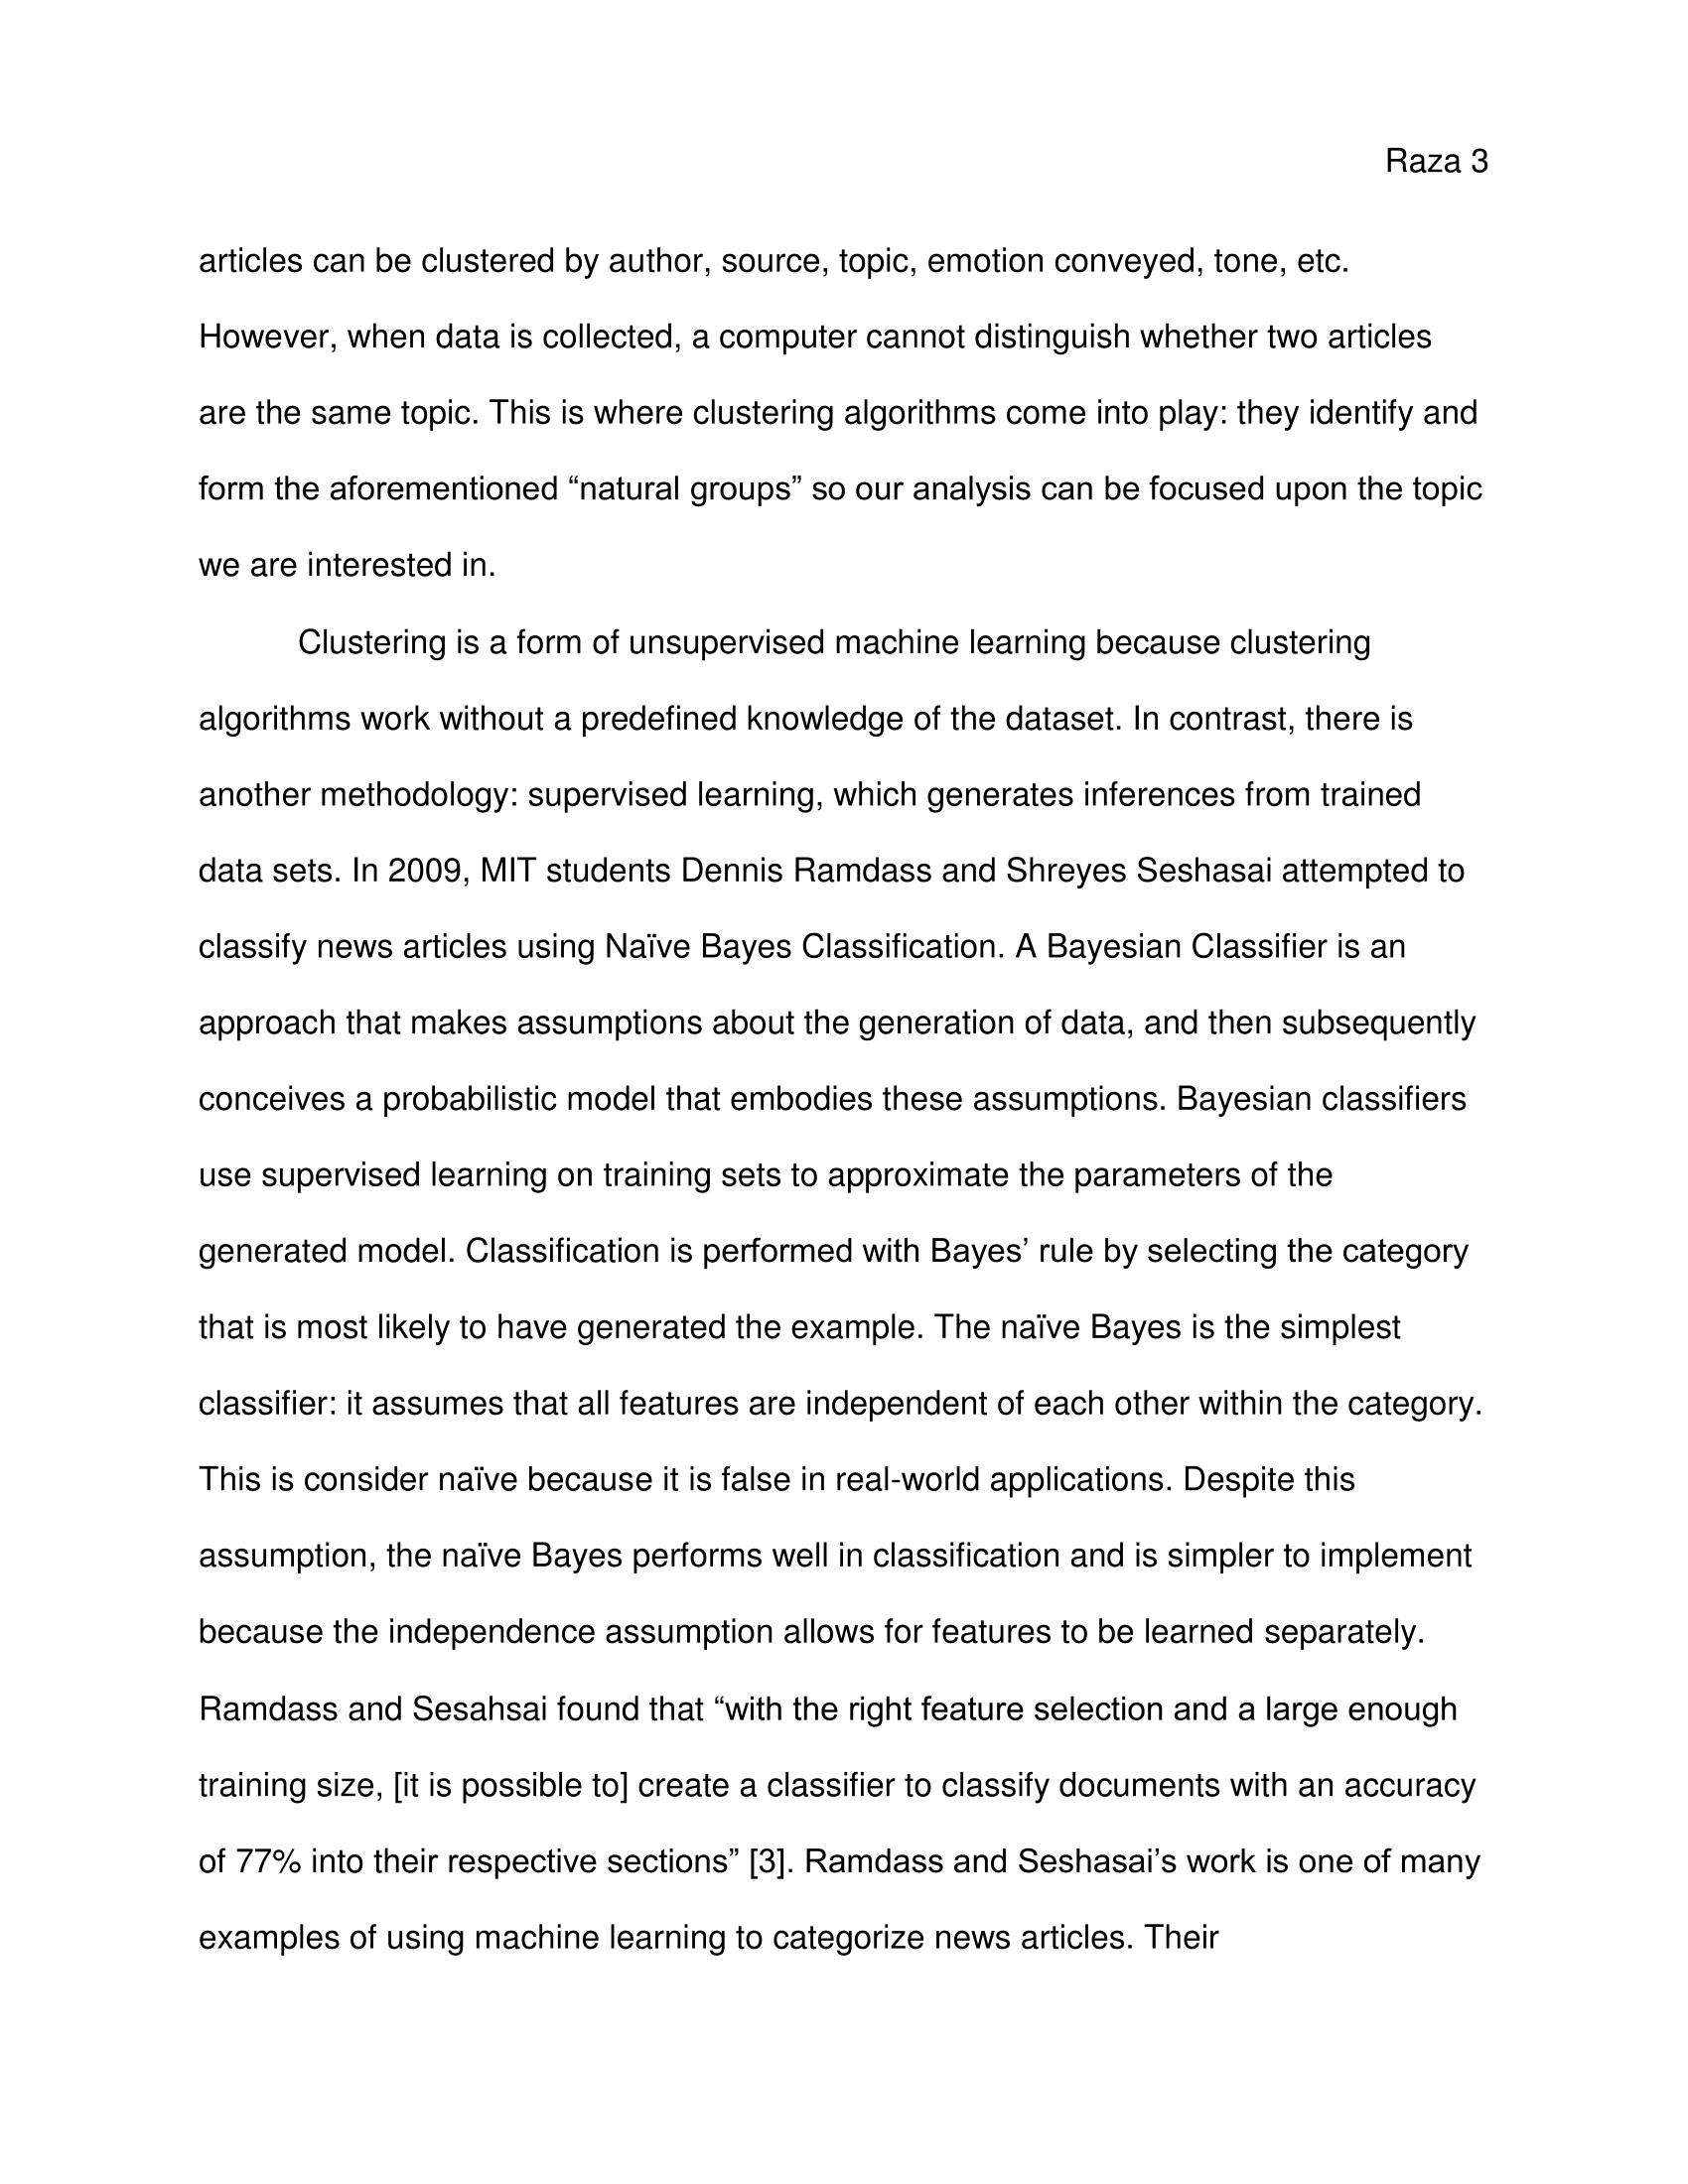 Raza 3
articles can be clustered by author, source, topic, emotion conveyed, tone, etc.
However, when data is collected, a computer cannot distinguish whether two articles
are the same topic. This is where clustering algorithms come into play: they identify and
form the aforementioned “natural groups” so our analysis can be focused upon the topic
we are interested in.
Clustering is a form of unsupervised machine learning because clustering
algorithms work without a predefined knowledge of the dataset. In contrast, there is
another methodology: supervised learning, which generates inferences from trained
data sets. In 2009, MIT students Dennis Ramdass and Shreyes Seshasai attempted to
classify news articles using Naïve Bayes Classification. A Bayesian Classifier is an
approach that makes assumptions about the generation of data, and then subsequently
conceives a probabilistic model that embodies these assumptions. Bayesian classifiers
use supervised learning on training sets to approximate the parameters of the
generated model. Classification is performed with Bayes’ rule by selecting the category
that is most likely to have generated the example. The naïve Bayes is the simplest
classifier: it assumes that all features are independent of each other within the category.
This is consider naïve because it is false in real-world applications. Despite this
assumption, the naïve Bayes performs well in classification and is simpler to implement
because the independence assumption allows for features to be learned separately.
Ramdass and Sesahsai found that “with the right feature selection and a large enough
training size, [it is possible to] create a classifier to classify documents with an accuracy
of 77% into their respective sections” [3]. Ramdass and Seshasai’s work is one of many
examples of using machine learning to categorize news articles. Their